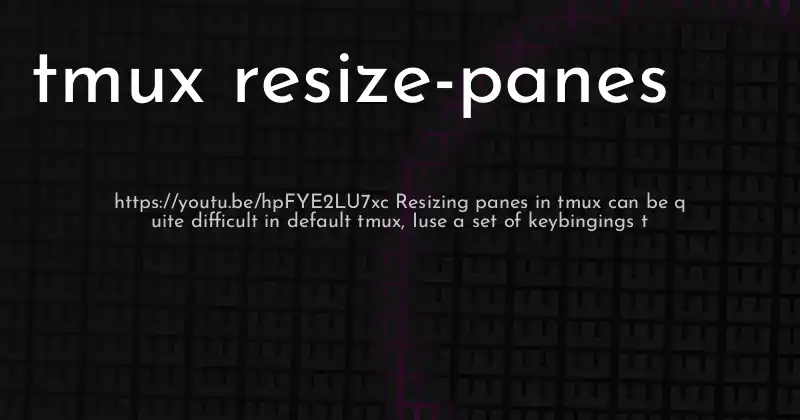 tmux resize-panes
https://youtu.be/hpFYE2LU7xc Resizing panes in tmux can be q
uite difficult in default tmux, Iuse a set of keybingings t